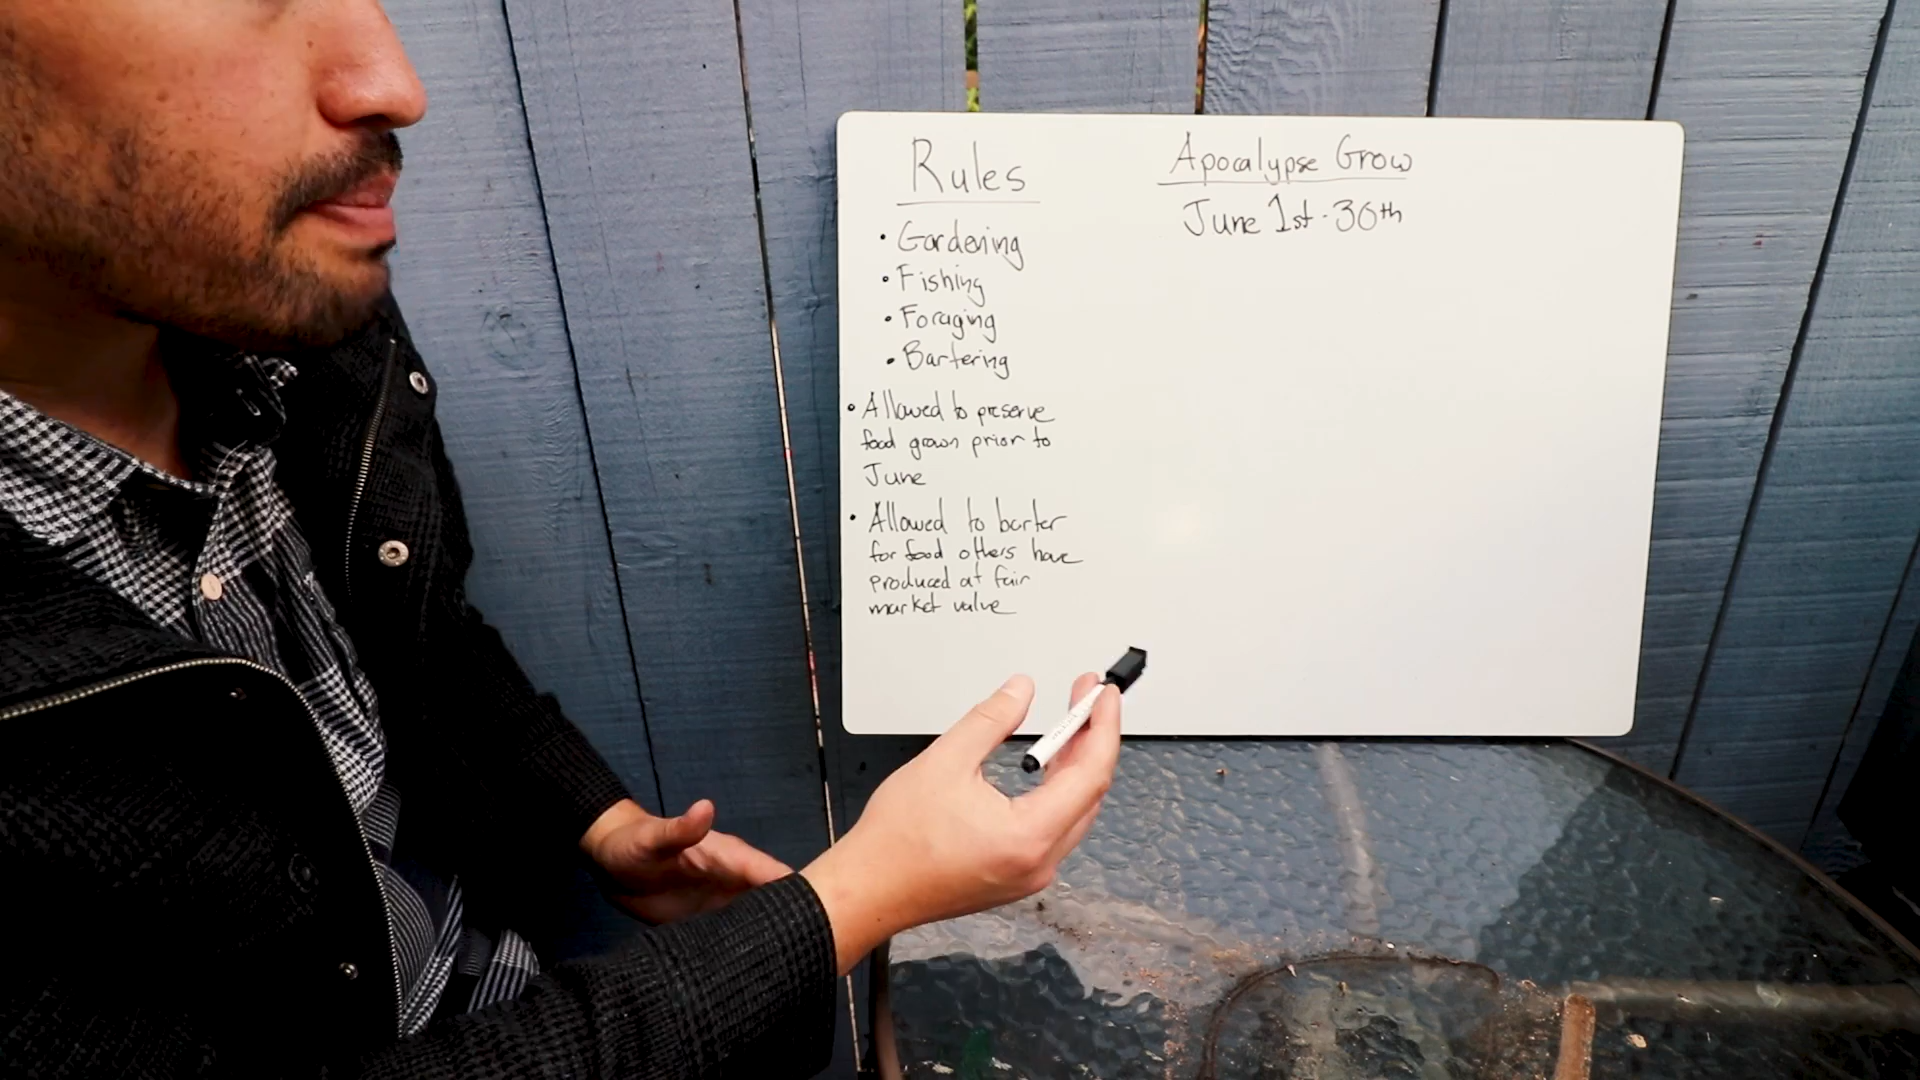 Rules
• Gardening
• Fishing
• Foraging
• Bartering
• Allowed to preserve
food grown prior to
June
• Allowed to barter
for food others have
produced at fair
market value
Apocalypse Grow
June 1st - 30th